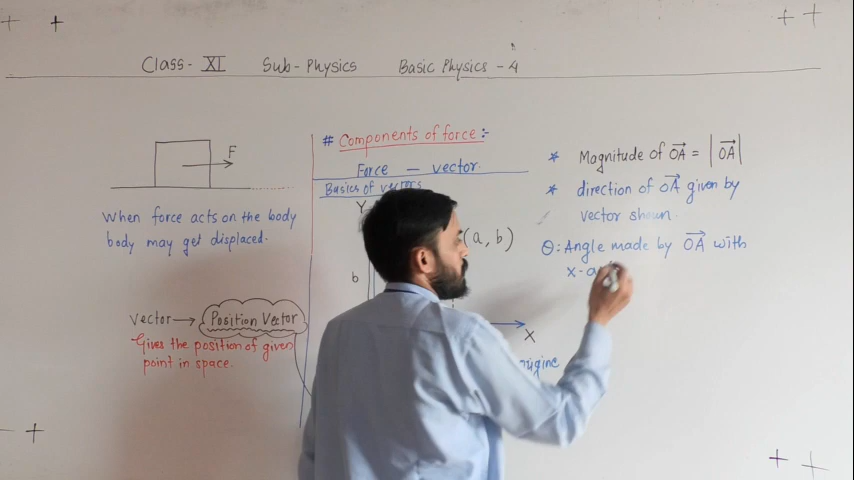 Class- XI Sub-Physics Basic Physics - 4
F
When force acts on the body
body may get displaced.
vector → Position Vector
Gives the position of given
point in space.
# Components of force:-
Force — vector.
Basics of vectors
Y
(a, b)
b
X
* Magnitude of OA = |OA|
* direction of OA given by
vector shown.
θ: Angle made by OA with
x-a